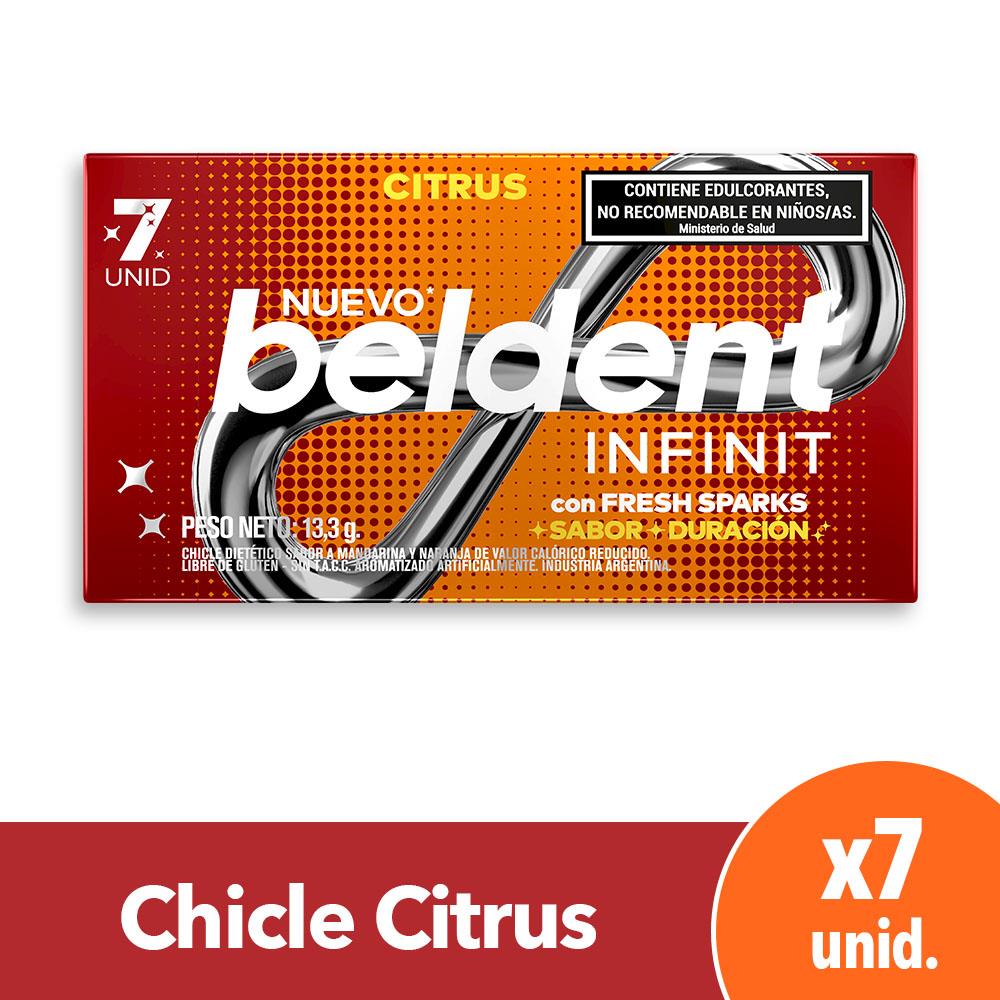 CITRUS
CONTIENE EDULCORANTES,
NO RECOMENDABLE EN NIÑOS/AS.
Ministerio de Salud
7
UNID
NUEVO*
beldent
INFINIT
con FRESH SPARKS
SABOR + DURACIÓN
PESO NETO: 13,3 g.
CHICLE DIETÉTICO SABOR A MANDARINA Y NARANJA DE VALOR CALÓRICO REDUCIDO.
LIBRE DE GLUTEN - SIN T.A.C.C. AROMATIZADO ARTIFICIALMENTE. INDUSTRIA ARGENTINA.
Chicle Citrus
x7
unid.